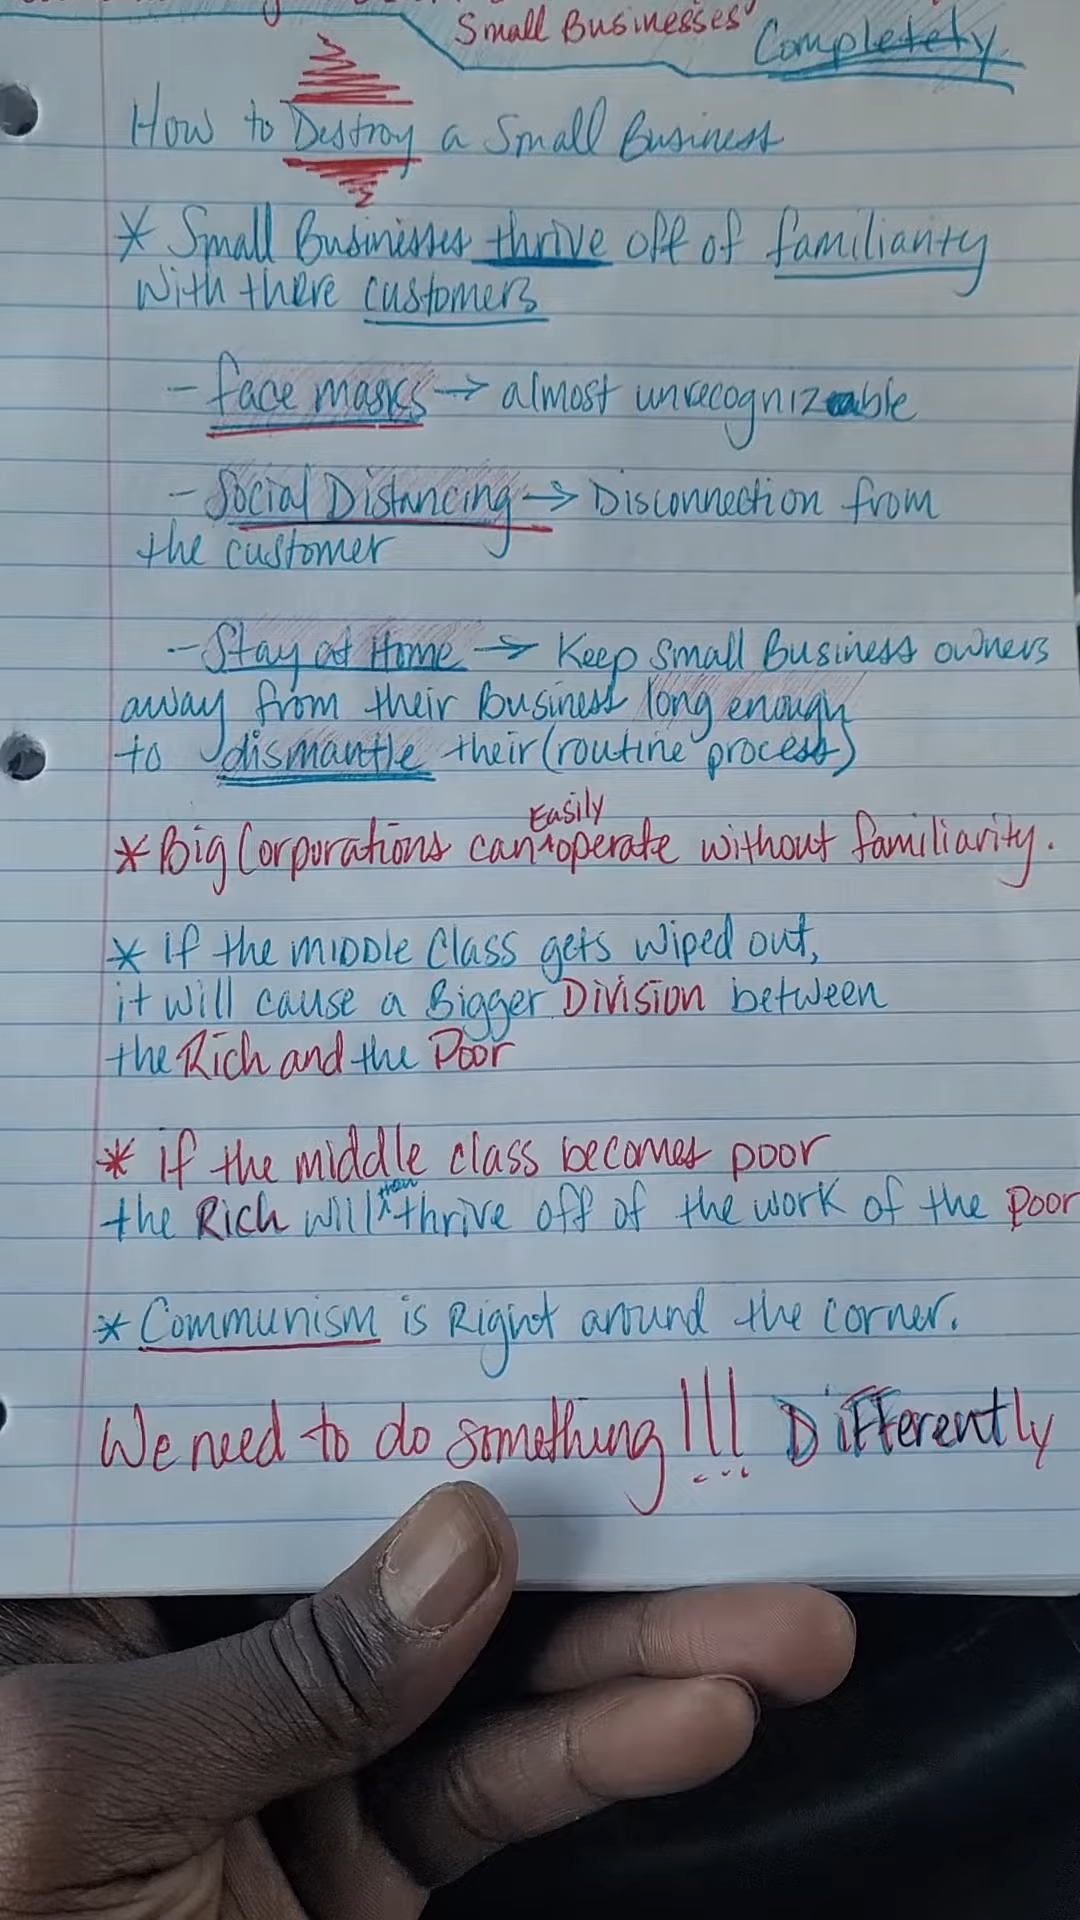 Small Businesses" Completely
How to Destroy a Small Business
* Small Businisses thrive off of familiarity
with there customers
- face masks → almost unrecognizable
- Social Distancing → Disconnection from
the customer
- Stay at Home → Keep Small Business owners
away from their Business long enough
to dismantle their (routine process)
Easily
* Big Corporations can ^ operate without familiarity.
* if the MIDDLE Class gets wiped out,
it will cause a Bigger Division between
the Rich and the Poor
* if the middle class becomes poor
the Rich will ^ thrive off of the work of the Poor
* Communism is Right around the corner.
We need to do something!!! Differently